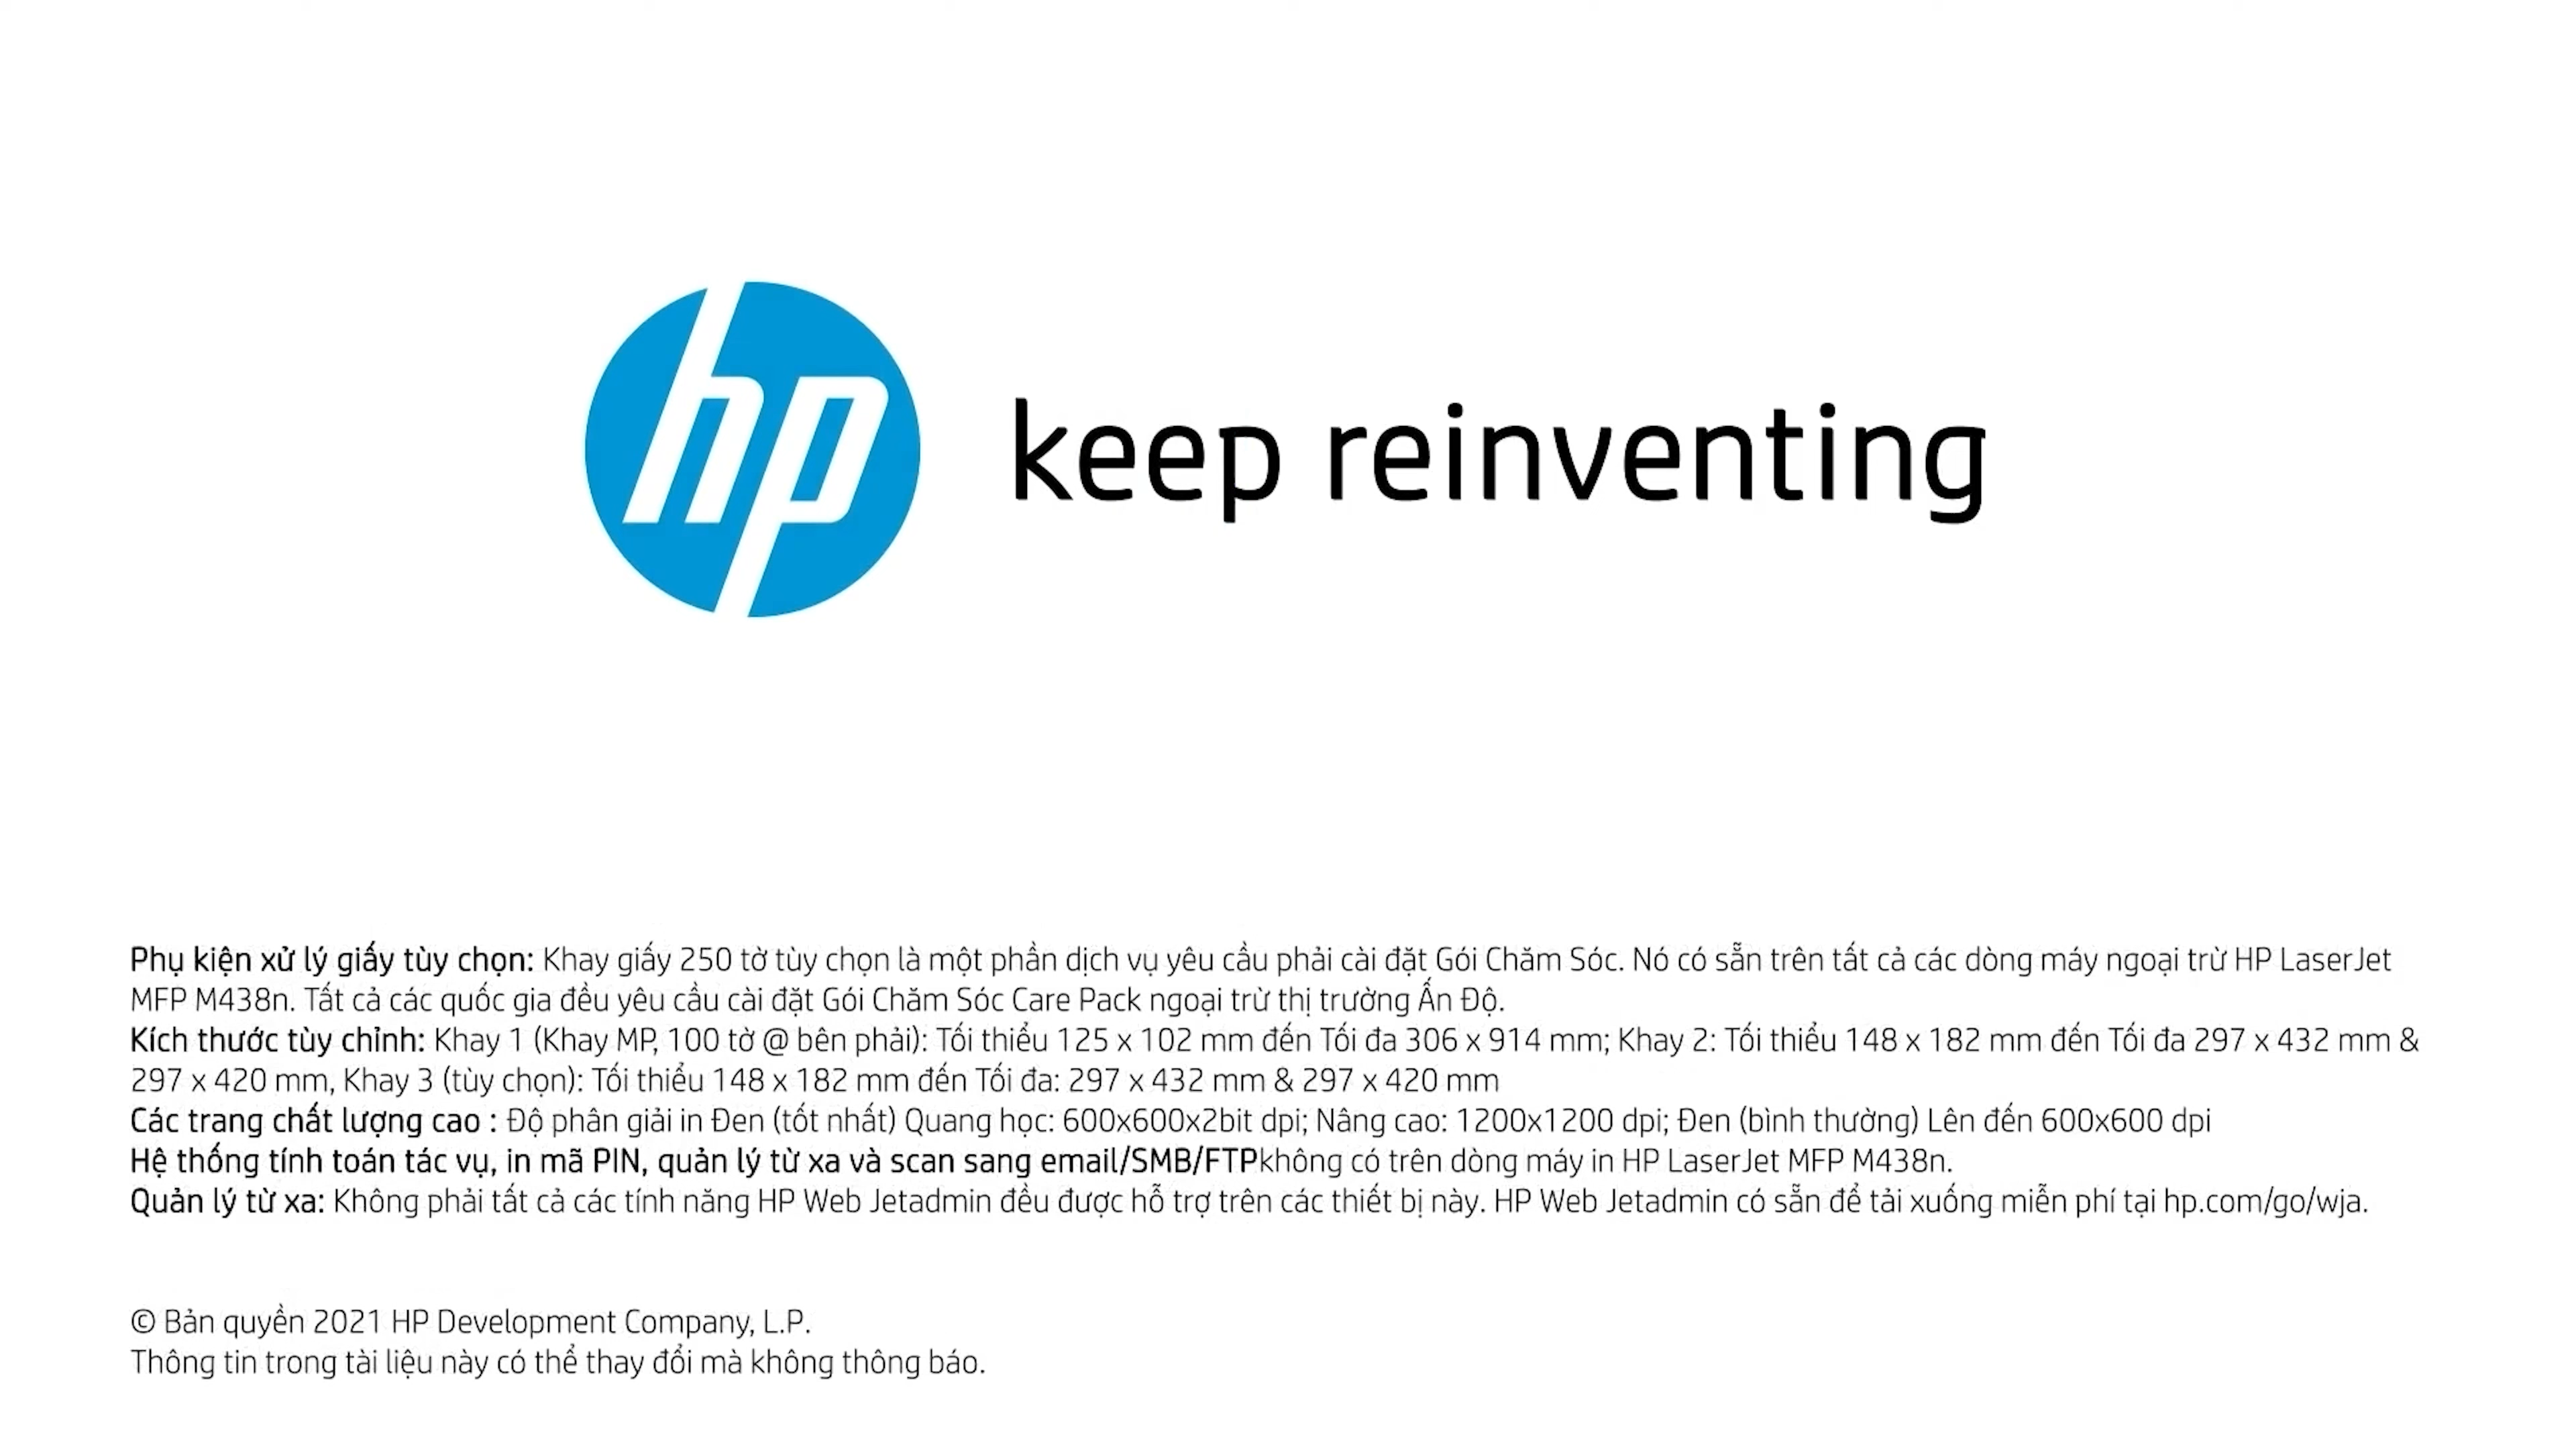 hp keep reinventing
Phụ kiện xử lý giấy tùy chọn: Khay giấy 250 tờ tùy chọn là một phần dịch vụ yêu cầu phải cài đặt Gói Chăm Sóc. Nó có sẵn trên tất cả các dòng máy ngoại trừ HP LaserJet
MFP M438n. Tất cả các quốc gia đều yêu cầu cài đặt Gói Chăm Sóc Care Pack ngoại trừ thị trường Ấn Độ.
Kích thước tùy chỉnh: Khay 1 (Khay MP, 100 tờ @ bên phải): Tối thiểu 125 x 102 mm đến Tối đa 306 x 914 mm; Khay 2: Tối thiểu 148 x 182 mm đến Tối đa 297 x 432 mm &
297 x 420 mm, Khay 3 (tùy chọn): Tối thiểu 148 x 182 mm đến Tối đa: 297 x 432 mm & 297 x 420 mm
Các trang chất lượng cao : Độ phân giải in Đen (tốt nhất) Quang học: 600x600x2bit dpi; Nâng cao: 1200x1200 dpi; Đen (bình thường) Lên đến 600x600 dpi
Hệ thống tính toán tác vụ, in mã PIN, quản lý từ xa và scan sang email/SMB/FTPkhông có trên dòng máy in HP LaserJet MFP M438n.
Quản lý từ xa: Không phải tất cả các tính năng HP Web Jetadmin đều được hỗ trợ trên các thiết bị này. HP Web Jetadmin có sẵn để tải xuống miễn phí tại hp.com/go/wja.
© Bản quyền 2021 HP Development Company, L.P.
Thông tin trong tài liệu này có thể thay đổi mà không thông báo.